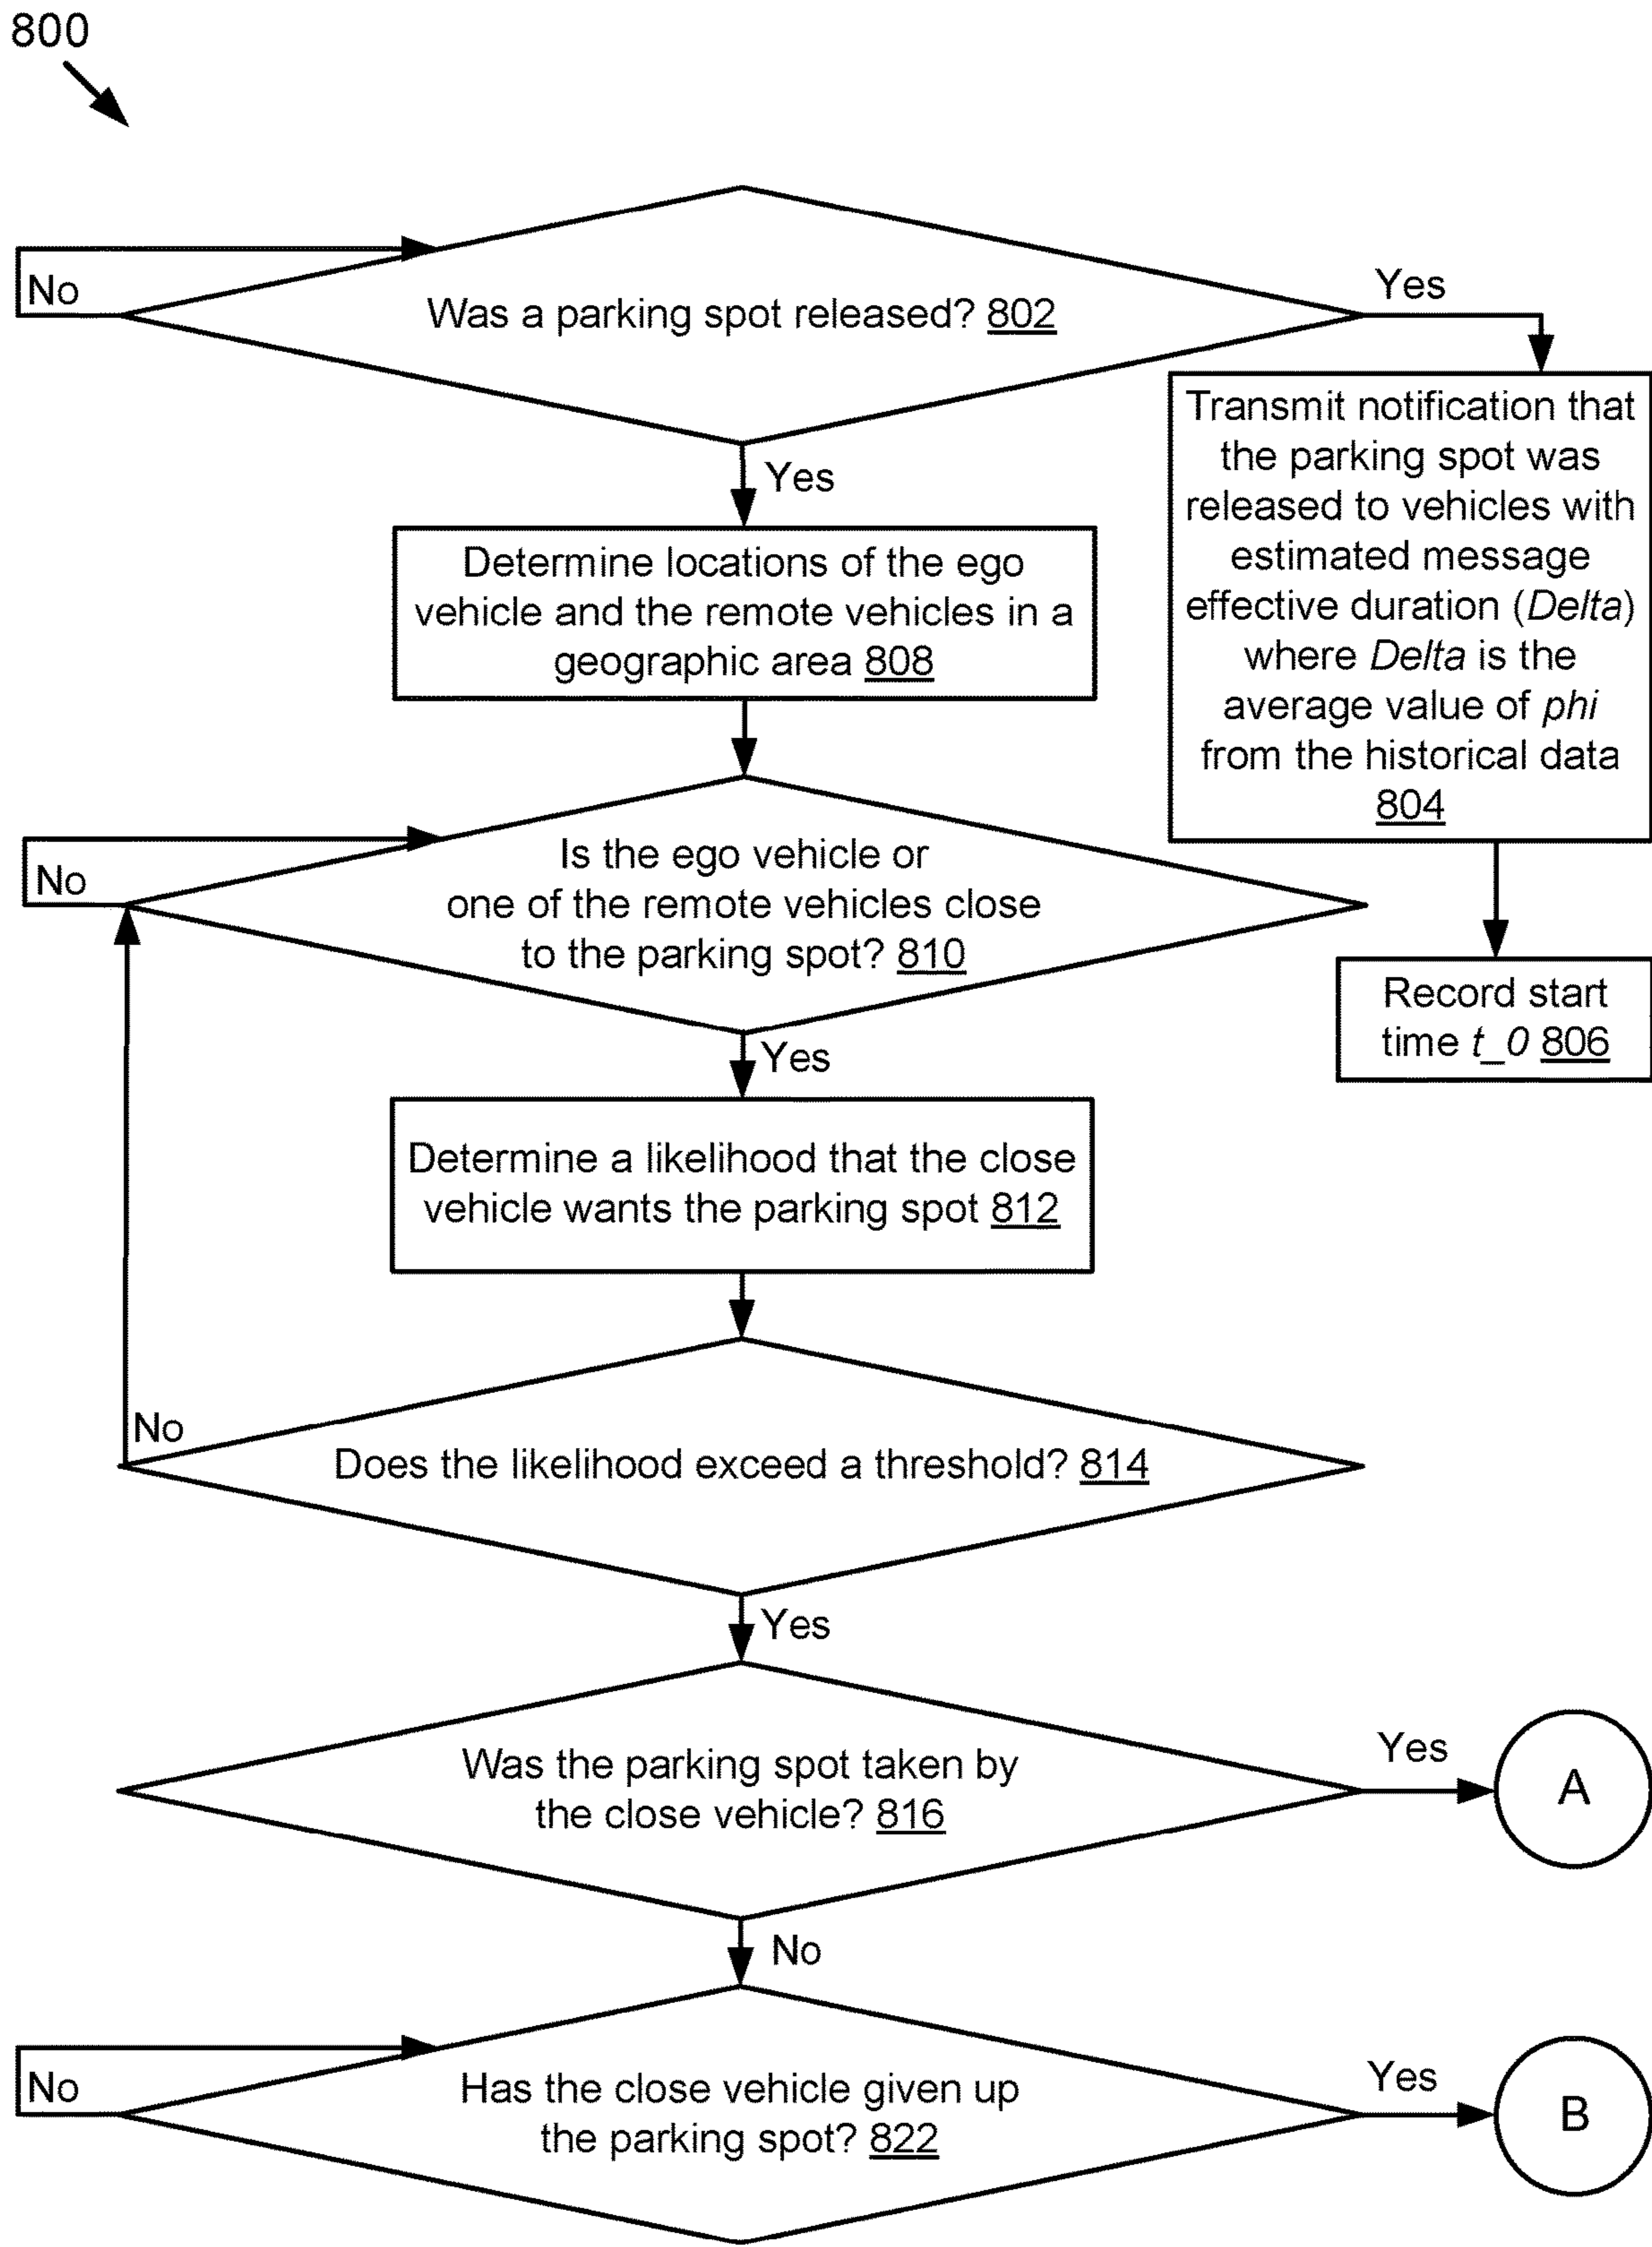 800
No
Was a parking spot released? 802
Yes
Yes
Transmit notification that
the parking spot was
released to vehicles with
estimated message
effective duration (Delta)
where Delta is the
average value of phi
from the historical data
804
Determine locations of the ego
vehicle and the remote vehicles in a
geographic area 808
No
Is the ego vehicle or
one of the remote vehicles close
to the parking spot? 810
Record start
time t_0 806
Yes
Determine a likelihood that the close
vehicle wants the parking spot 812
No
Does the likelihood exceed a threshold? 814
Yes
Was the parking spot taken by
the close vehicle? 816
Yes
A
No
No
Has the close vehicle given up
the parking spot? 822
Yes
B